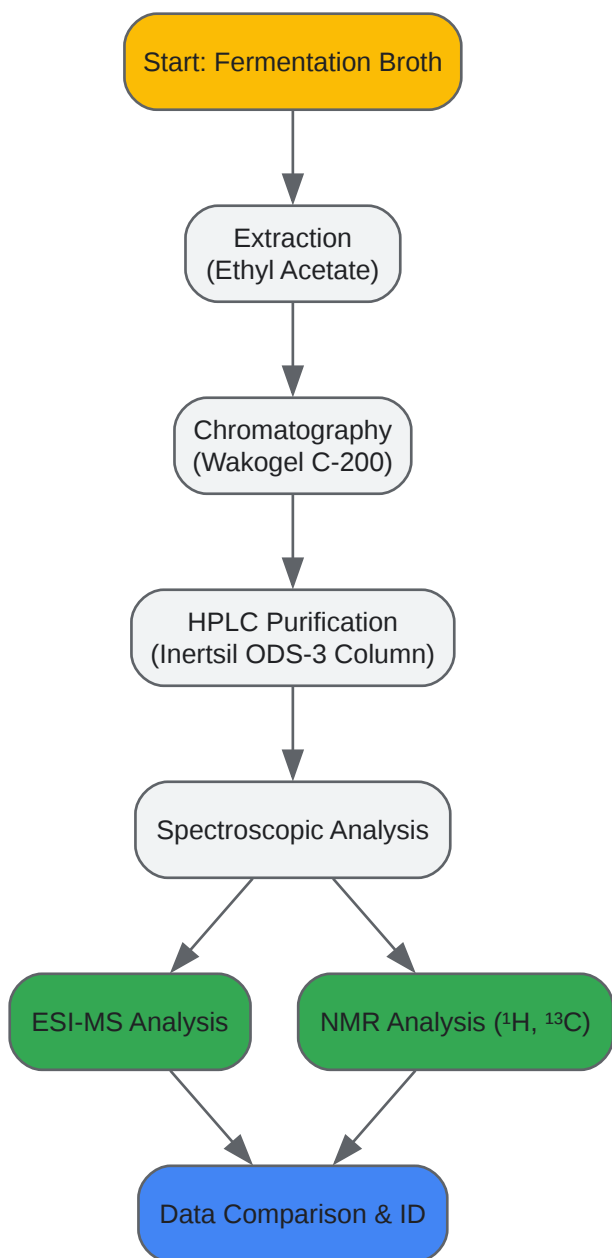 Start: Fermentation Broth
Extraction
(Ethyl Acetate)
Chromatography
(Wakogel C-200)
HPLC Purification
(Inertsil ODS-3 Column)
Spectroscopic Analysis
ESI-MS Analysis
NMR Analysis (¹H, ¹³C)
Data Comparison & ID